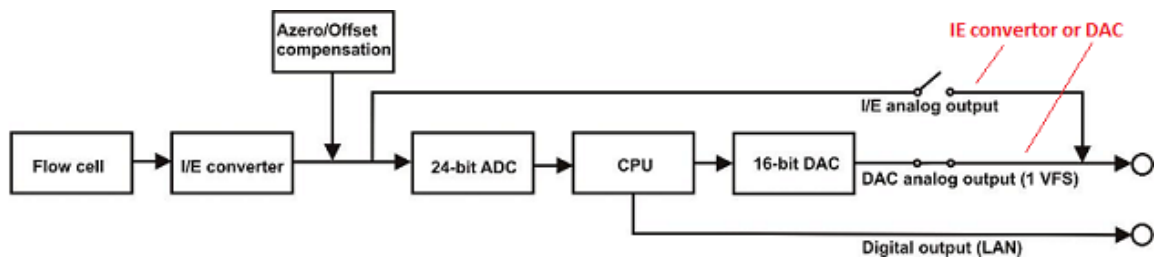 Azero/Offset
compensation
IE convertor or DAC
I/E analog output
Flow cell
I/E converter
24-bit ADC
CPU
16-bit DAC
DAC analog output (1 VFS)
Digital output (LAN)